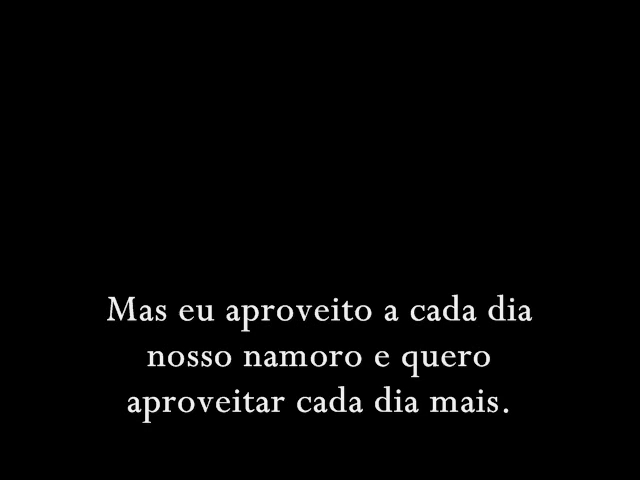 Mas eu aproveito a cada dia
nosso namoro e quero
aproveitar cada dia mais.